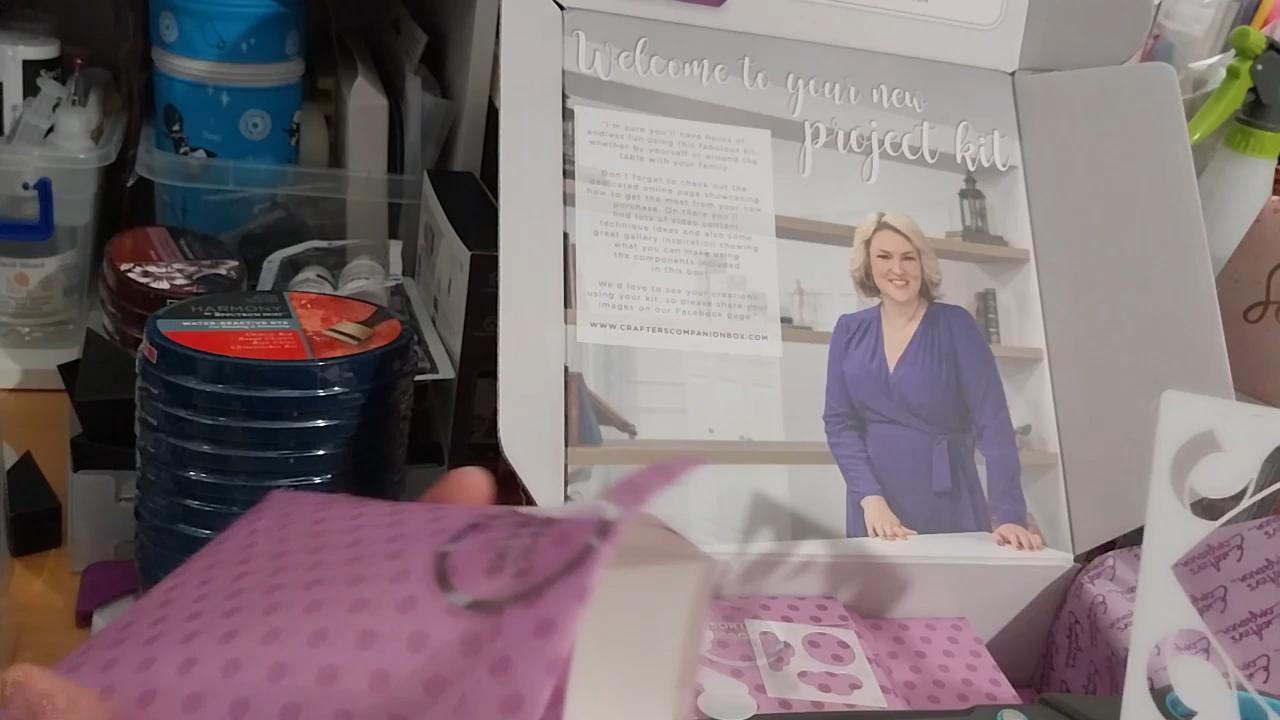 Welcome to your new
project kit
"I'm sure you'll have hours of
endless fun using this fabulous kit,
whether by yourself or around the
table with your family.
Don't forget to check out the
dedicated online page showcasing
how to get the most from your new
purchase. On there you'll
find lots of video content,
technique ideas and also some
great gallery inspiration showing
what you can make using
the components included
in this box!
We'd love to see your creations
using your kit, so please share your
images on our Facebook page"
WWW.CRAFTERSCOMPANIONBOX.COM
HARMONY
by SPECTRUM NOIR
WATER REACTIVE DYE